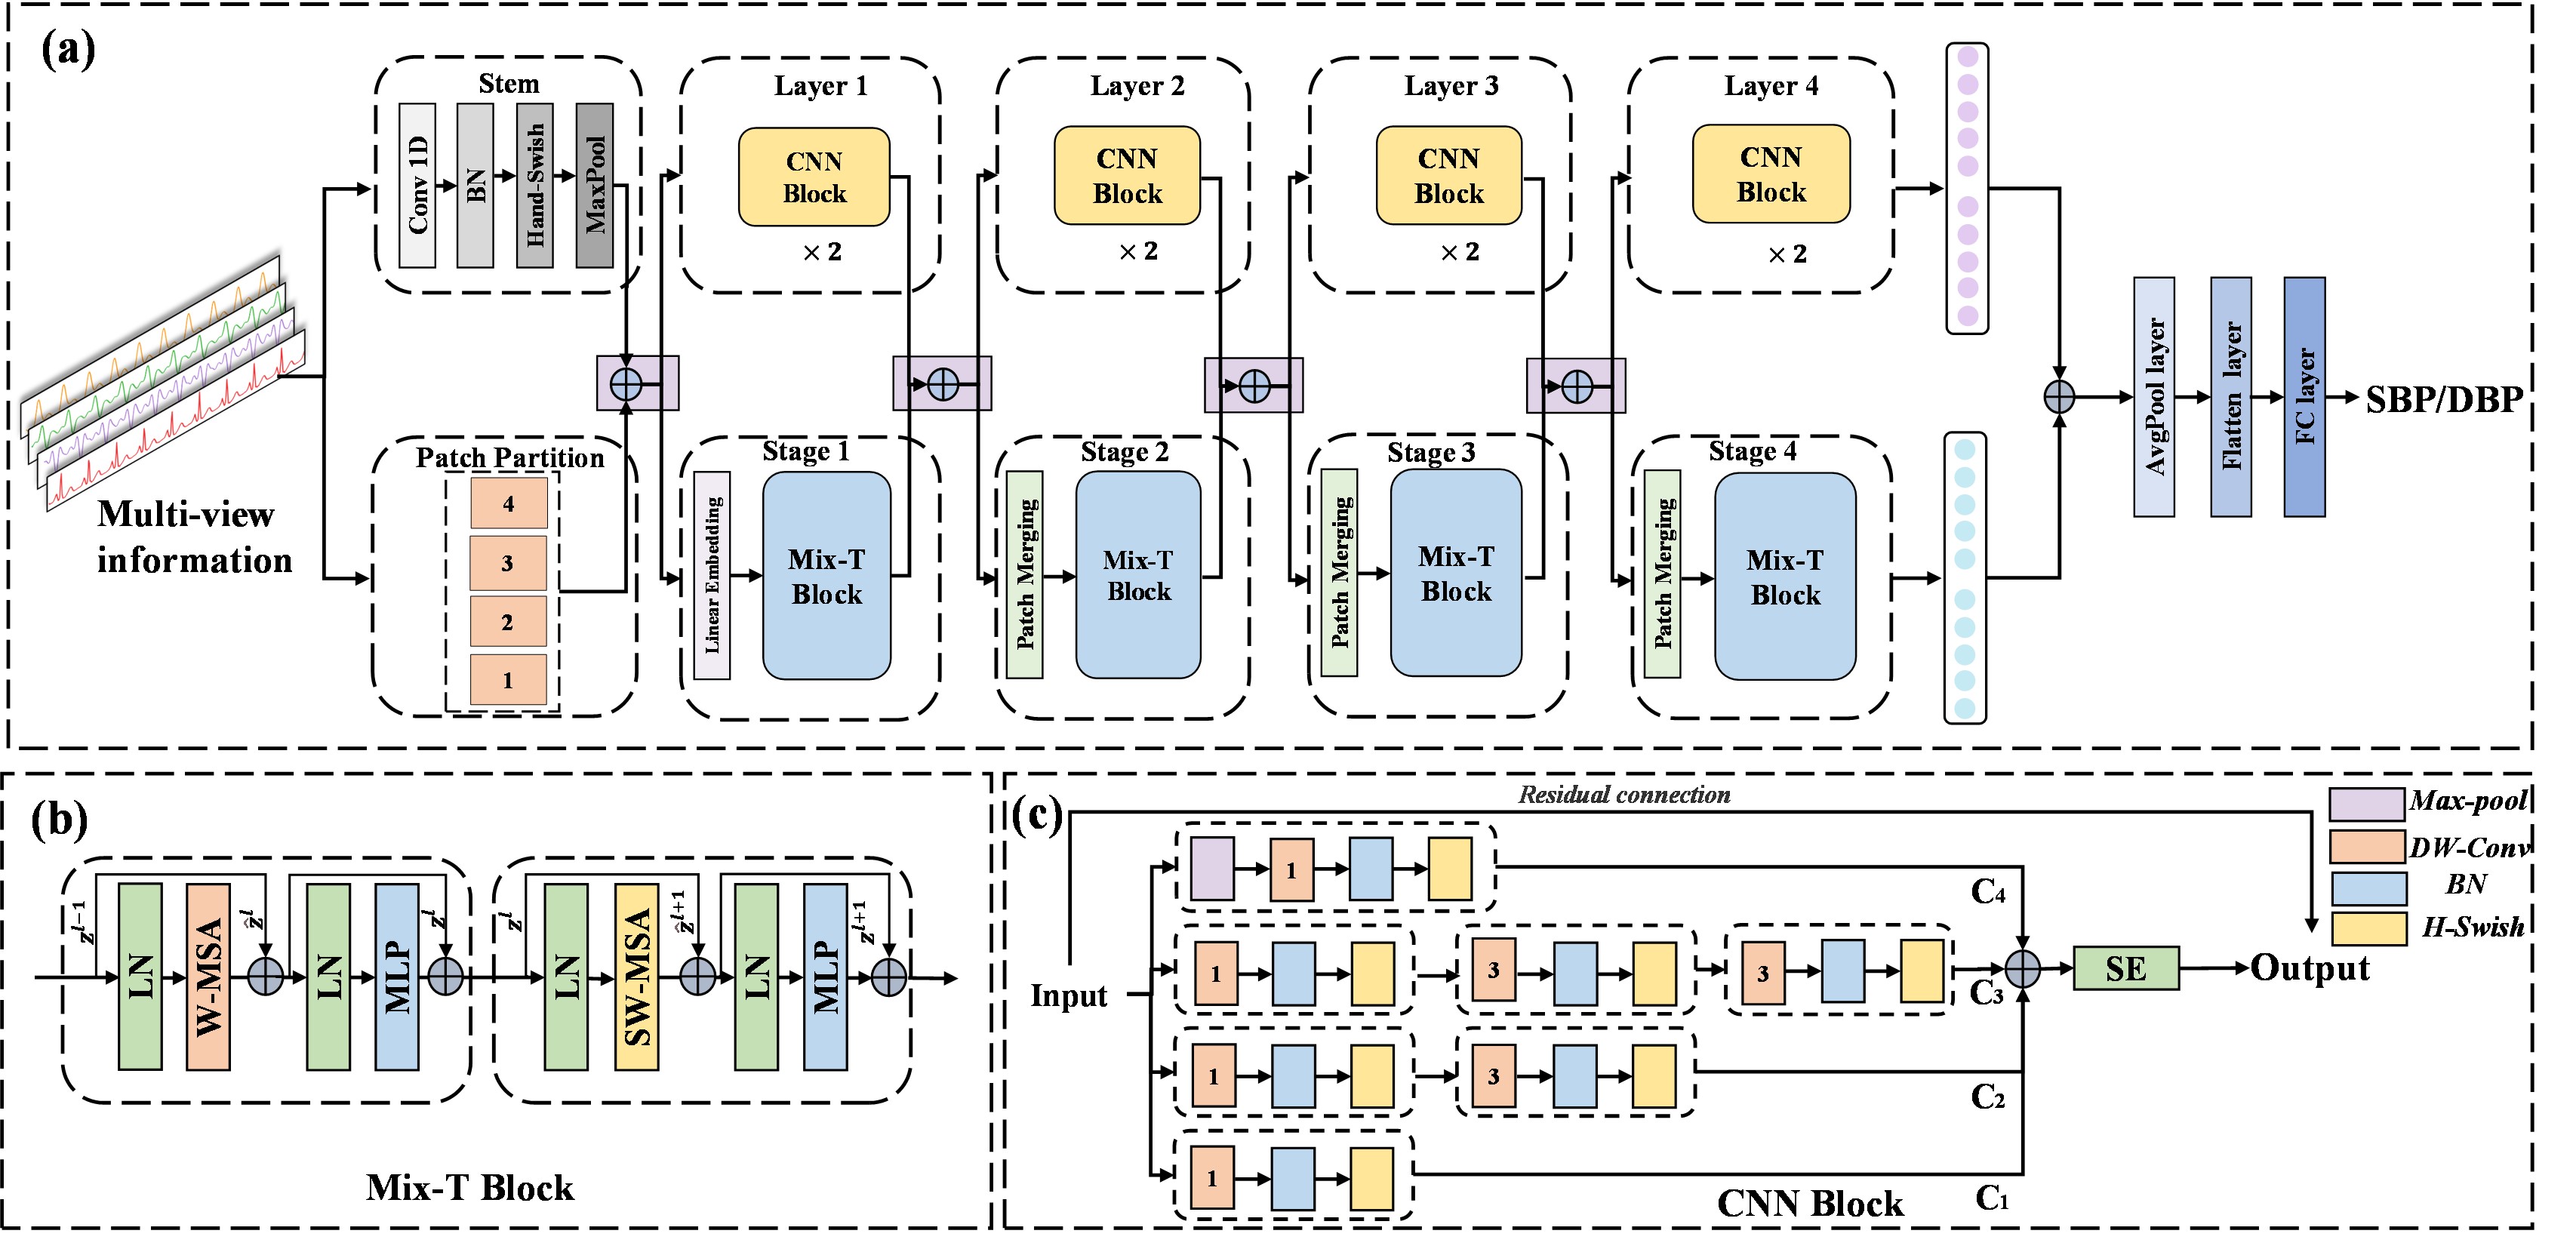 (a)
Stem
Conv 1D
BN
Hand-Swish
MaxPool
Layer 1
CNN
Block
× 2
Layer 2
CNN
Block
× 2
Layer 3
CNN
Block
× 2
Layer 4
CNN
Block
× 2
Multi-view
information
Patch Partition
4
3
2
1
Stage 1
Linear Embedding
Mix-T
Block
Stage 2
Patch Merging
Mix-T
Block
Stage 3
Patch Merging
Mix-T
Block
Stage 4
Patch Merging
Mix-T
Block
AvgPool layer
Flatten layer
FC layer
SBP/DBP
(b)
z^{l-1}
LN
W-MSA
ẑ^l
LN
MLP
z^l
z^l
LN
SW-MSA
ẑ^{l+1}
LN
MLP
z^{l+1}
Mix-T Block
(c)
Residual connection
Max-pool
DW-Conv
BN
H-Swish
Input
1
C4
1
3
3
C3
1
3
C2
1
C1
SE
Output
CNN Block